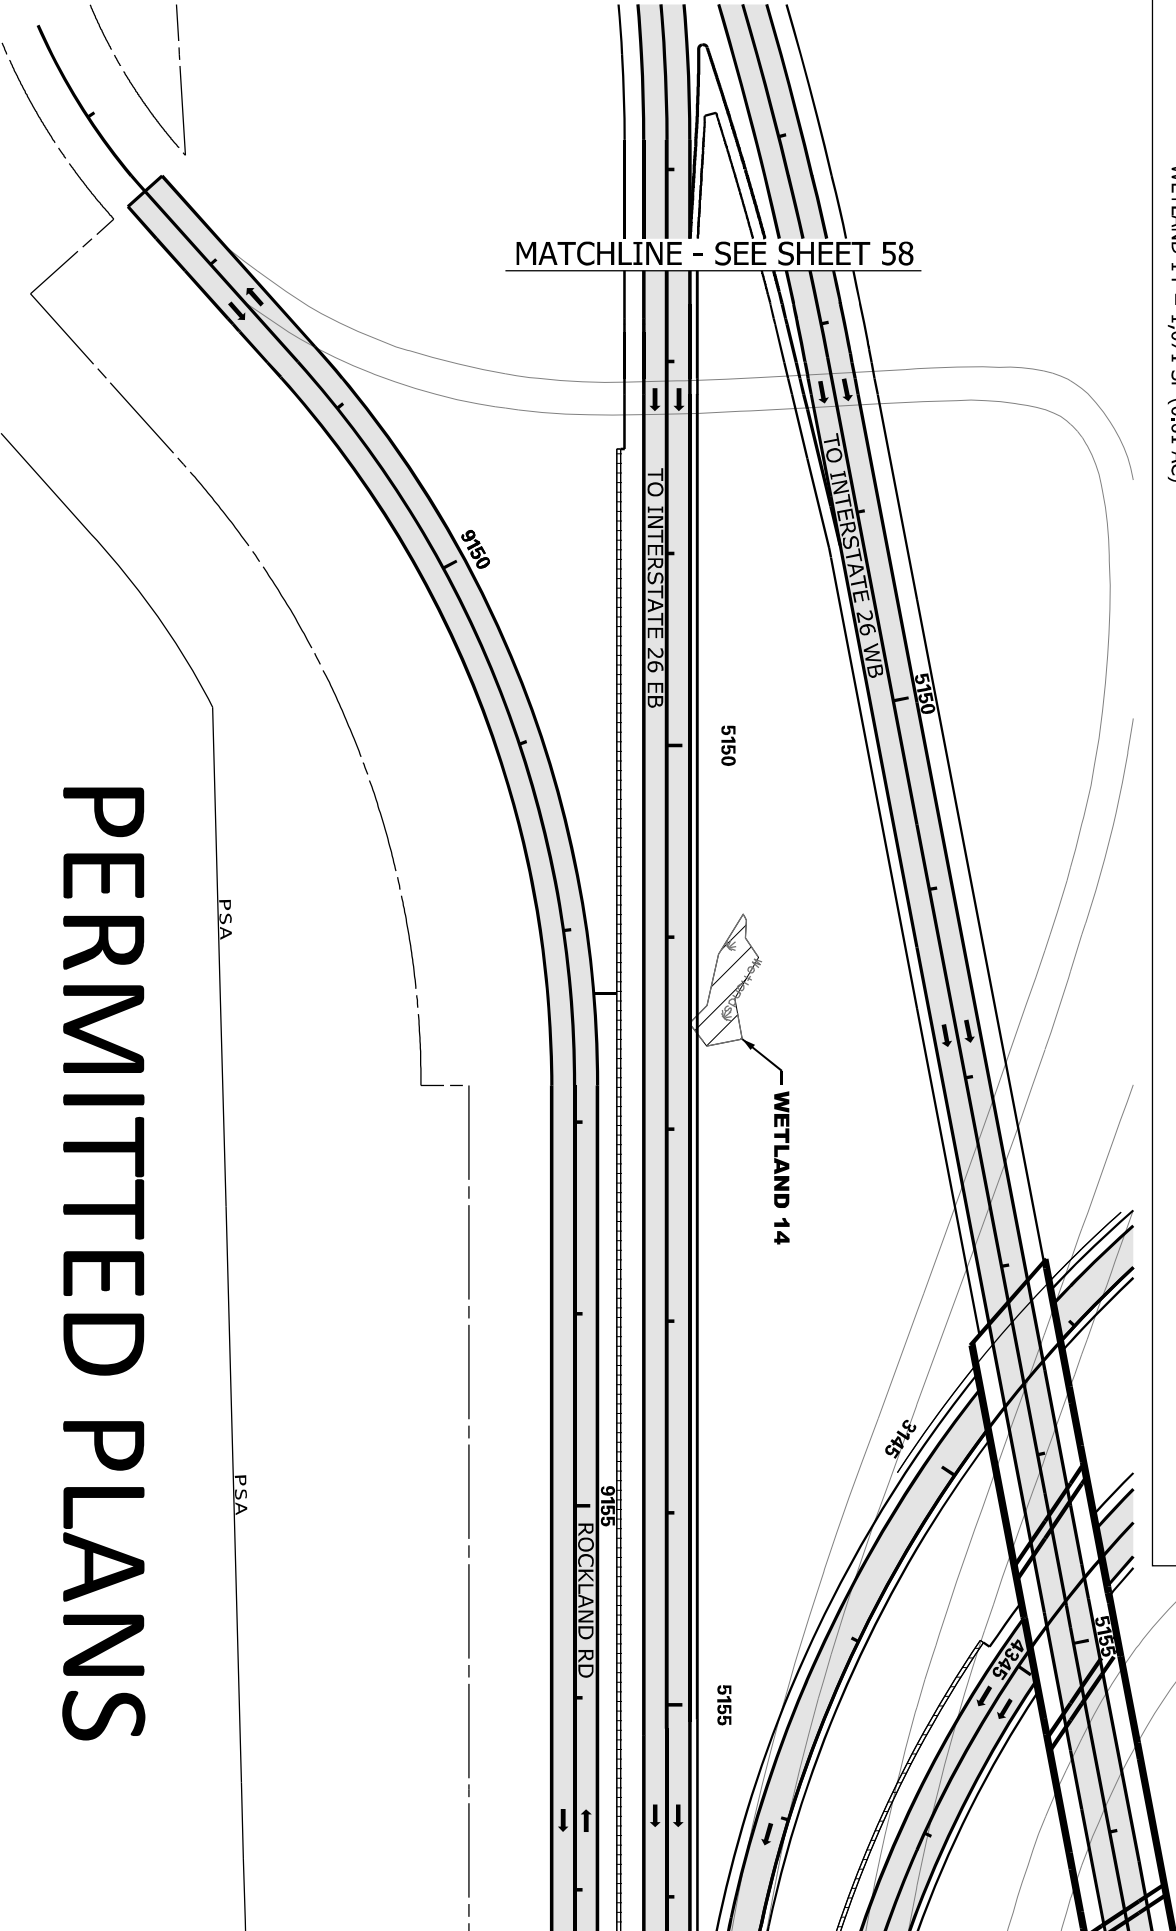 MATCHLINE - SEE SHEET 58
TO INTERSTATE 26 WB
TO INTERSTATE 26 EB
9150
5150
5150
PSA
WETLANDS
WETLAND 14
PERMITTED PLANS
3145
PSA
9155
ROCKLAND RD
5155
4345
5155